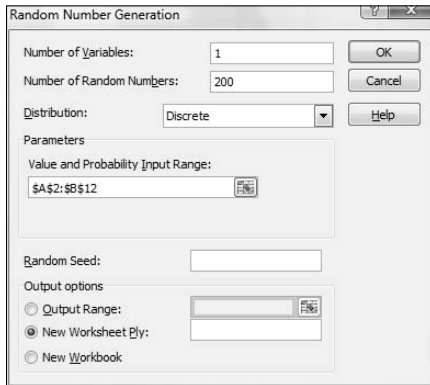 Random Number Generation
Number of Variables: 1 OK
Number of Random Numbers: 200 Cancel
Distribution: Discrete Help
Parameters
Value and Probability Input Range:
$A$2:$B$12
Random Seed:
Output options
Output Range:
New Worksheet Ply:
New Workbook